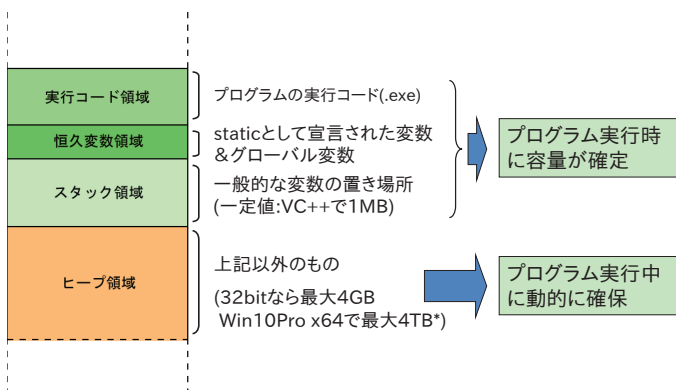 実行コード領域
プログラムの実行コード(.exe)
恒久変数領域
staticとして宣言された変数
&グローバル変数
プログラム実行時
に容量が確定
スタック領域
一般的な変数の置き場所
(一定値:VC++で1MB)
ヒープ領域
上記以外のもの
(32bitなら最大4GB
Win10Pro x64で最大4TB*)
プログラム実行中
に動的に確保